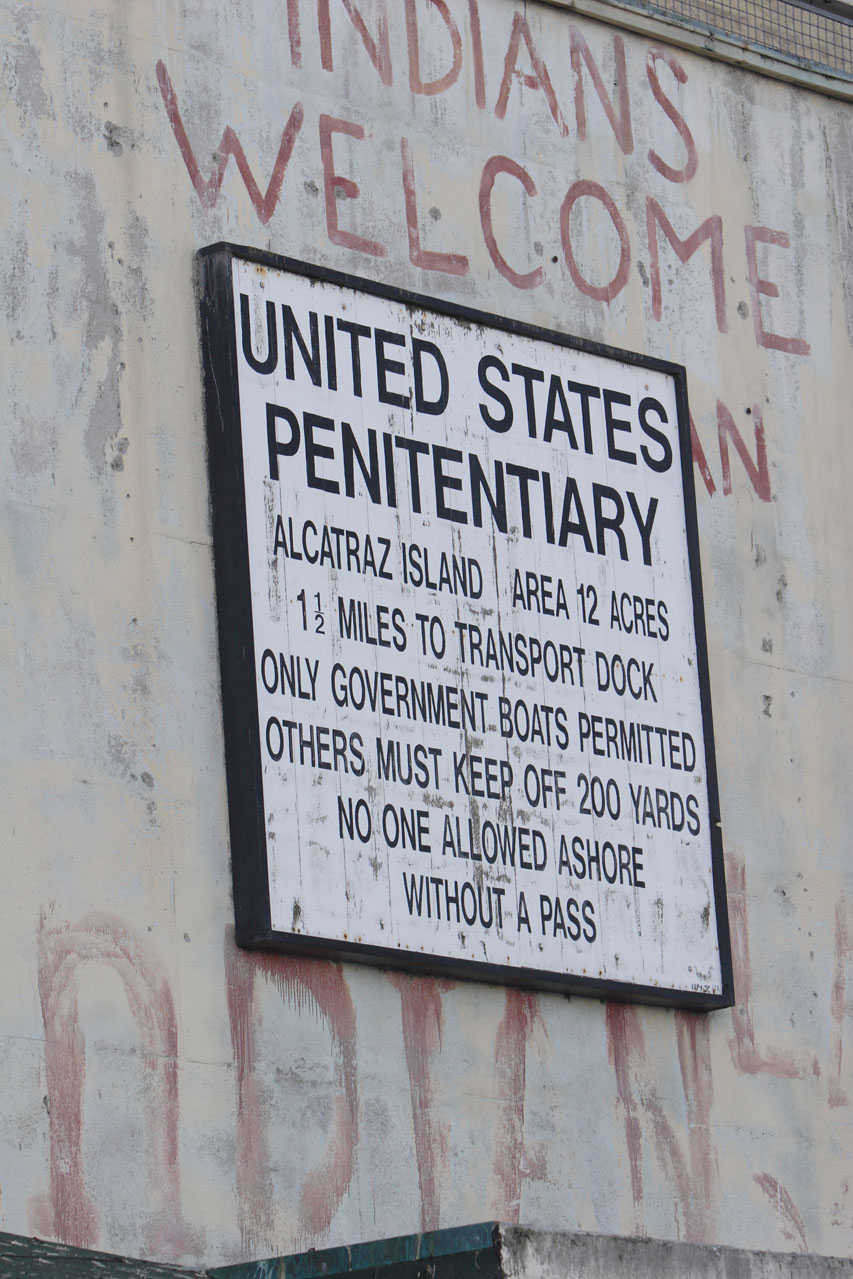 INDIANS
WELCOME
UNITED STATES
PENITENTIARY
ALCATRAZ ISLAND AREA 12 ACRES
1½ MILES TO TRANSPORT DOCK
ONLY GOVERNMENT BOATS PERMITTED
OTHERS MUST KEEP OFF 200 YARDS
NO ONE ALLOWED ASHORE
WITHOUT A PASS